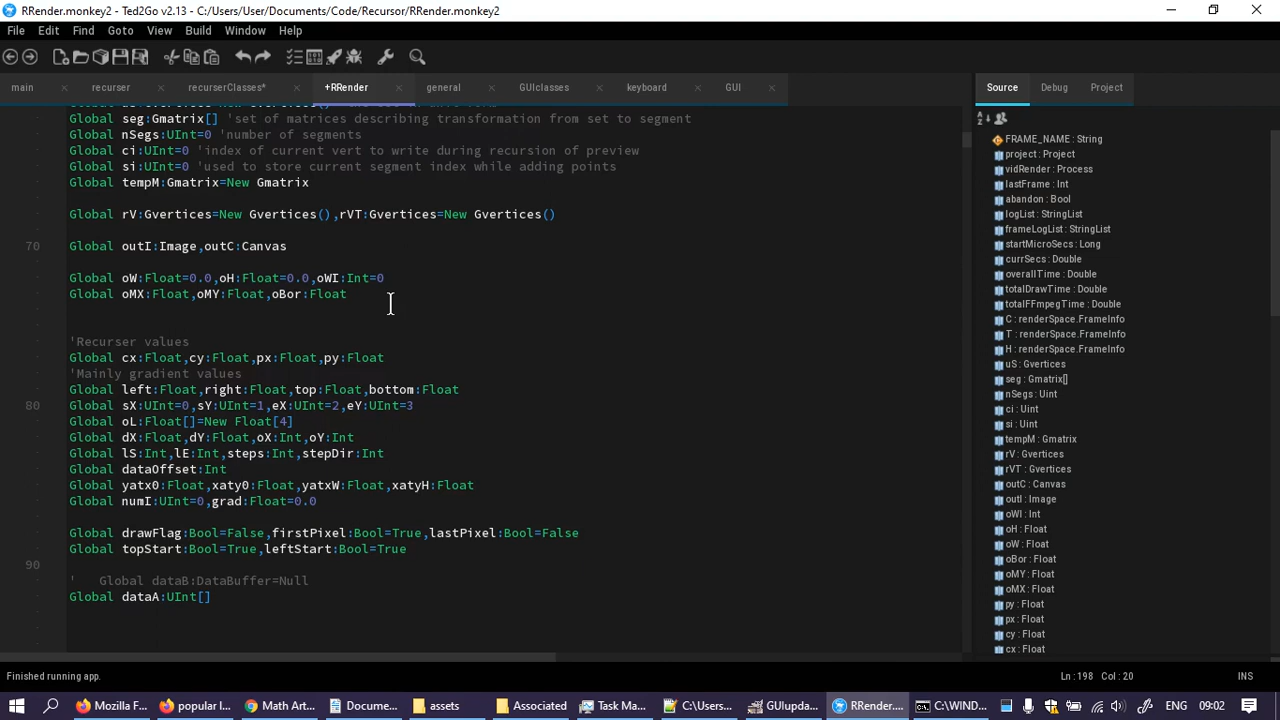 RRender.monkey2 - Ted2Go v2.13 - C:/Users/User/Documents/Code/Recursor/RRender.monkey2
File Edit Find Goto View Build Window Help
main recurser recurserClasses* +RRender general GUIclasses keyboard GUI
Source Debug Project
Global seg:Gmatrix[] 'set of matrices describing transformation from set to segment
Global nSegs:UInt=0 'number of segments
Global ci:UInt=0 'index of current vert to write during recursion of preview
Global si:UInt=0 'used to store current segment index while adding points
Global tempM:Gmatrix=New Gmatrix
Global rV:Gvertices=New Gvertices(),rVT:Gvertices=New Gvertices()
70 Global outI:Image,outC:Canvas
Global oW:Float=0.0,oH:Float=0.0,oWI:Int=0
Global oMX:Float,oMY:Float,oBor:Float
'Recurser values
Global cx:Float,cy:Float,px:Float,py:Float
'Mainly gradient values
Global left:Float,right:Float,top:Float,bottom:Float
80 Global sX:UInt=0,sY:UInt=1,eX:UInt=2,eY:UInt=3
Global oL:Float[]=New Float[4]
Global dX:Float,dY:Float,oX:Int,oY:Int
Global lS:Int,lE:Int,steps:Int,stepDir:Int
Global dataOffset:Int
Global yatx0:Float,xaty0:Float,yatxW:Float,xatyH:Float
Global numI:UInt=0,grad:Float=0.0
Global drawFlag:Bool=False,firstPixel:Bool=True,lastPixel:Bool=False
Global topStart:Bool=True,leftStart:Bool=True
90
' Global dataB:DataBuffer=Null
Global dataA:UInt[]
FRAME_NAME : String
project : Project
vidRender : Process
lastFrame : Int
abandon : Bool
logList : StringList
frameLogList : StringList
startMicroSecs : Long
currSecs : Double
overallTime : Double
totalDrawTime : Double
totalFFmpegTime : Double
C : renderSpace.FrameInfo
T : renderSpace.FrameInfo
H : renderSpace.FrameInfo
uS : Gvertices
seg : Gmatrix[]
nSegs : Uint
ci : Uint
si : Uint
tempM : Gmatrix
rV : Gvertices
rVT : Gvertices
outC : Canvas
outI : Image
oWI : Int
oH : Float
oW : Float
oBor : Float
oMY : Float
oMX : Float
py : Float
px : Float
cy : Float
cx : Float
Finished running app.
Ln : 198 Col : 20 INS
Mozilla F... popular l... Math Art... Docume... assets Associated Task Ma... C:\Users... GUIupda... RRender.... C:\WIND... ENG 09:02